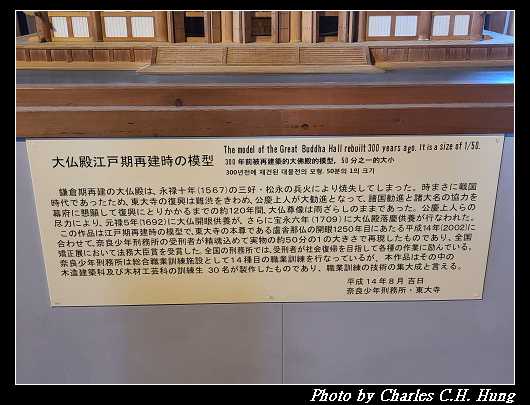 大仏殿江戸期再建時の模型
The model of the Great Buddha Hall rebuilt 300 years ago. It is a size of 1/50.
300 年前被再建築的大佛殿的模型，50 分之一的大小
300년전에 재건된 대불전의 모형. 50분의 1의 크기
鎌倉期再建の大仏殿は、永禄十年(1567)の三好・松永の兵火により焼失してしまった。時まさに戦国
時代であったため、東大寺の復興は難渋をきわめ、公慶上人が大勧進となって、諸国勧進と諸大名の協力を
幕府に懇願して復興にとりかかるまでの約120年間、大仏尊像は雨ざらしのままであった。公慶上人らの
尽力により、元禄5年(1692)に大仏開眼供養が、さらに宝永六年(1709)に大仏殿落慶供養が行なわれた。
この作品は江戸期再建時の模型で、東大寺の本尊である盧舎那仏の開眼1250年目にあたる平成14年(2002)に
合わせて、奈良少年刑務所の受刑者が精魂込めて実物の約50分の1の大きさで再現したものであり、全国
矯正展において法務大臣賞を受賞した。全国の刑務所では、受刑者が社会復帰を目指して各種の作業に励んでいる。
奈良少年刑務所は総合職業訓練施設として14種目の職業訓練を行なっているが、本作品はその中の
木造建築科及び木材工芸科の訓練生 30名が製作したものであり、職業訓練の技術の集大成と言える。
平成14年8月 吉日
奈良少年刑務所・東大寺
Photo by Charles C.H. Hung